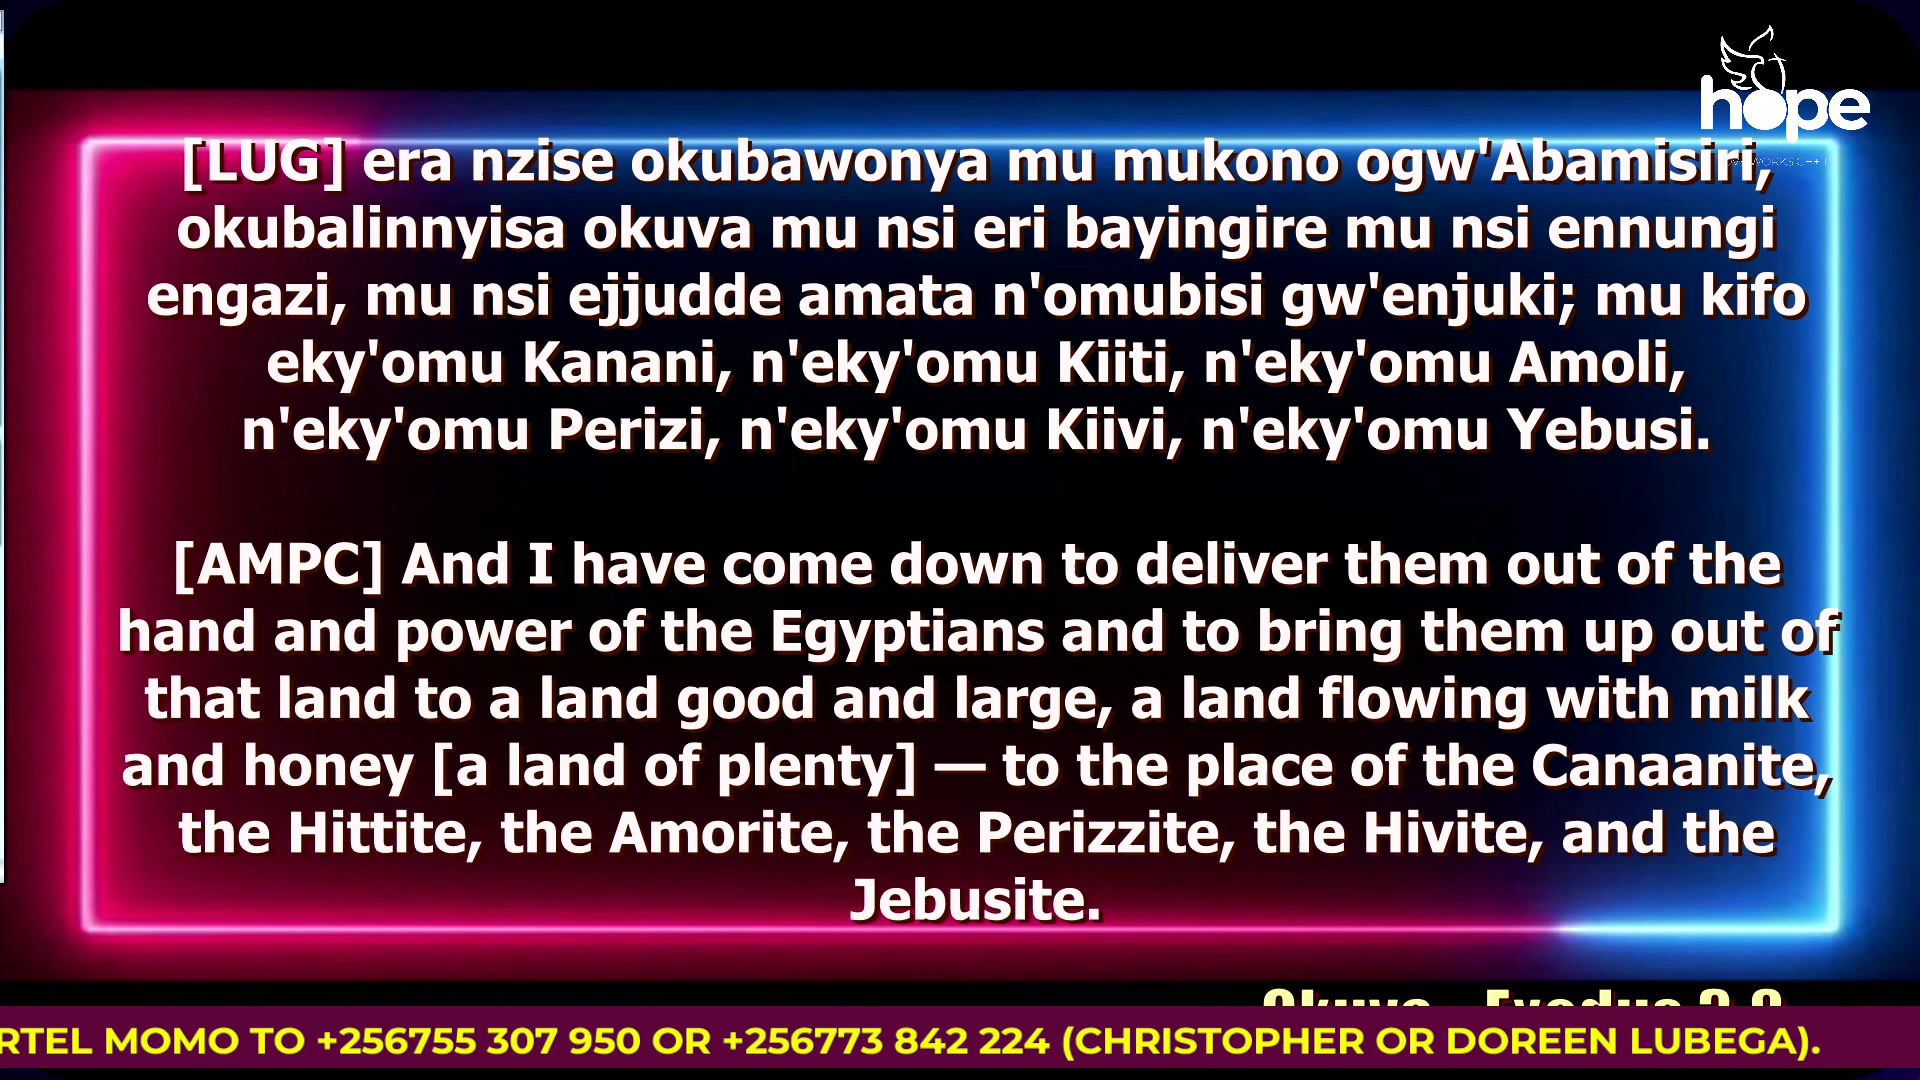 hope
[LUG] era nzise okubawonya mu mukono ogw'Abamisiri,
okubalinnyisa okuva mu nsi eri bayingire mu nsi ennungi
engazi, mu nsi ejjudde amata n'omubisi gw'enjuki; mu kifo
eky'omu Kanani, n'eky'omu Kiiti, n'eky'omu Amoli,
n'eky'omu Perizi, n'eky'omu Kiivi, n'eky'omu Yebusi.
[AMPC] And I have come down to deliver them out of the
hand and power of the Egyptians and to bring them up out of
that land to a land good and large, a land flowing with milk
and honey [a land of plenty] — to the place of the Canaanite,
the Hittite, the Amorite, the Perizzite, the Hivite, and the
Jebusite.
RTEL MOMO TO +256755 307 950 OR +256773 842 224 (CHRISTOPHER OR DOREEN LUBEGA).